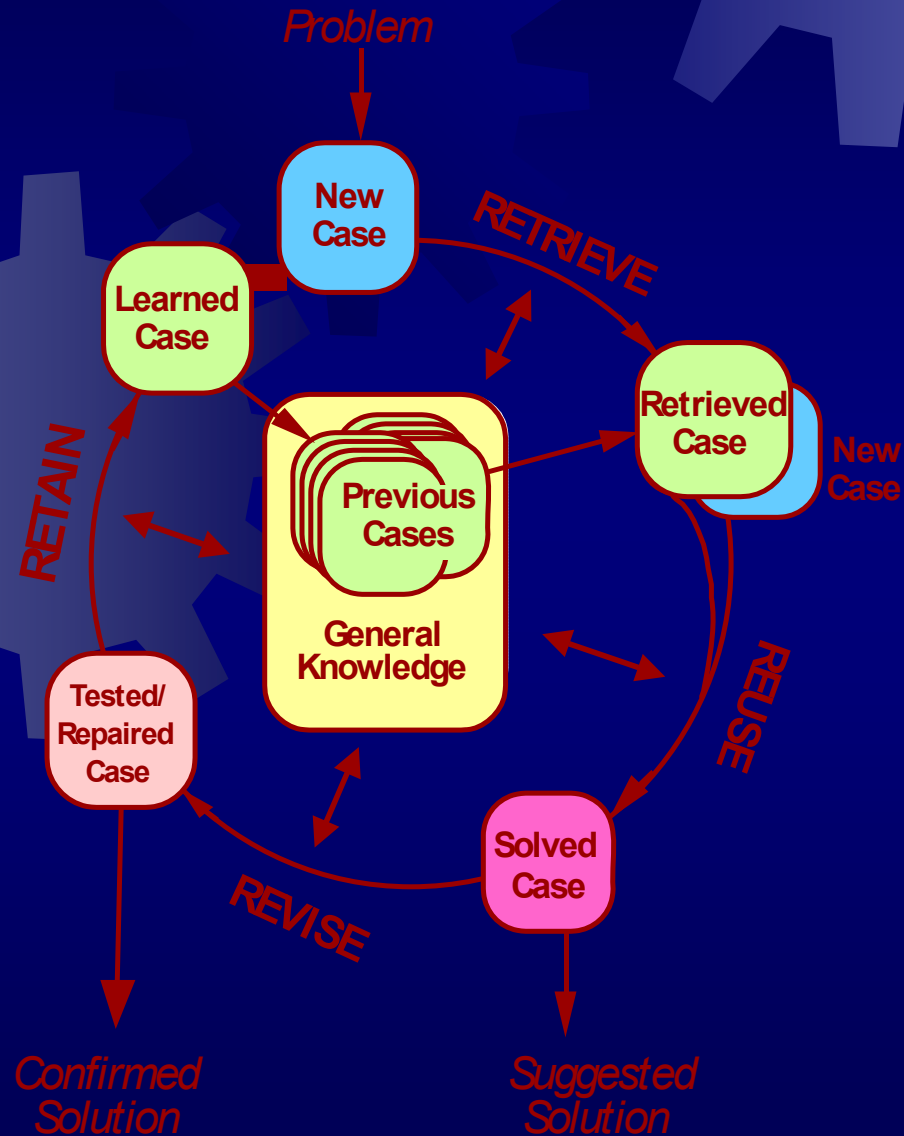 Problem
New
Case
RETRIEVE
Learned
Case
Retrieved
Case
New
Case
RETAIN
Previous
Cases
General
Knowledge
REUSE
Tested/
Repaired
Case
Solved
Case
REVISE
Confirmed
Solution
Suggested
Solution